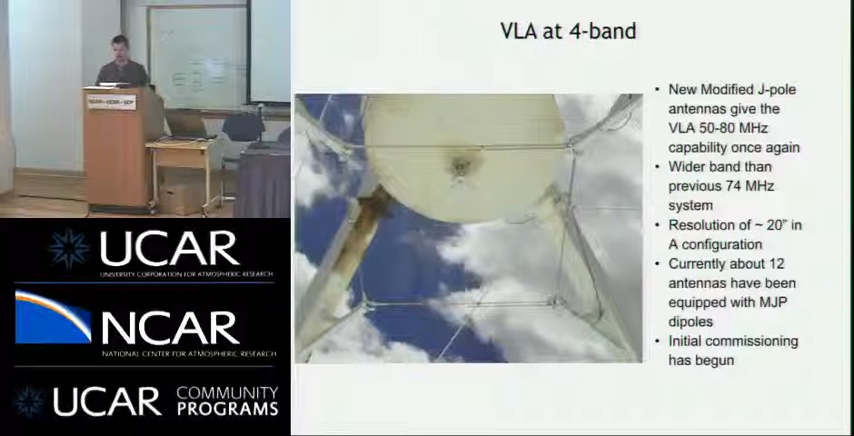 VLA at 4-band
• New Modified J-pole
antennas give the
VLA 50-80 MHz
capability once again
• Wider band than
previous 74 MHz
system
• Resolution of ~ 20" in
A configuration
• Currently about 12
antennas have been
equipped with MJP
dipoles
• Initial commissioning
has begun
NCAR • UCAR • UCP
UCAR
UNIVERSITY CORPORATION FOR ATMOSPHERIC RESEARCH
NCAR
NATIONAL CENTER FOR ATMOSPHERIC RESEARCH
UCAR
COMMUNITY
PROGRAMS